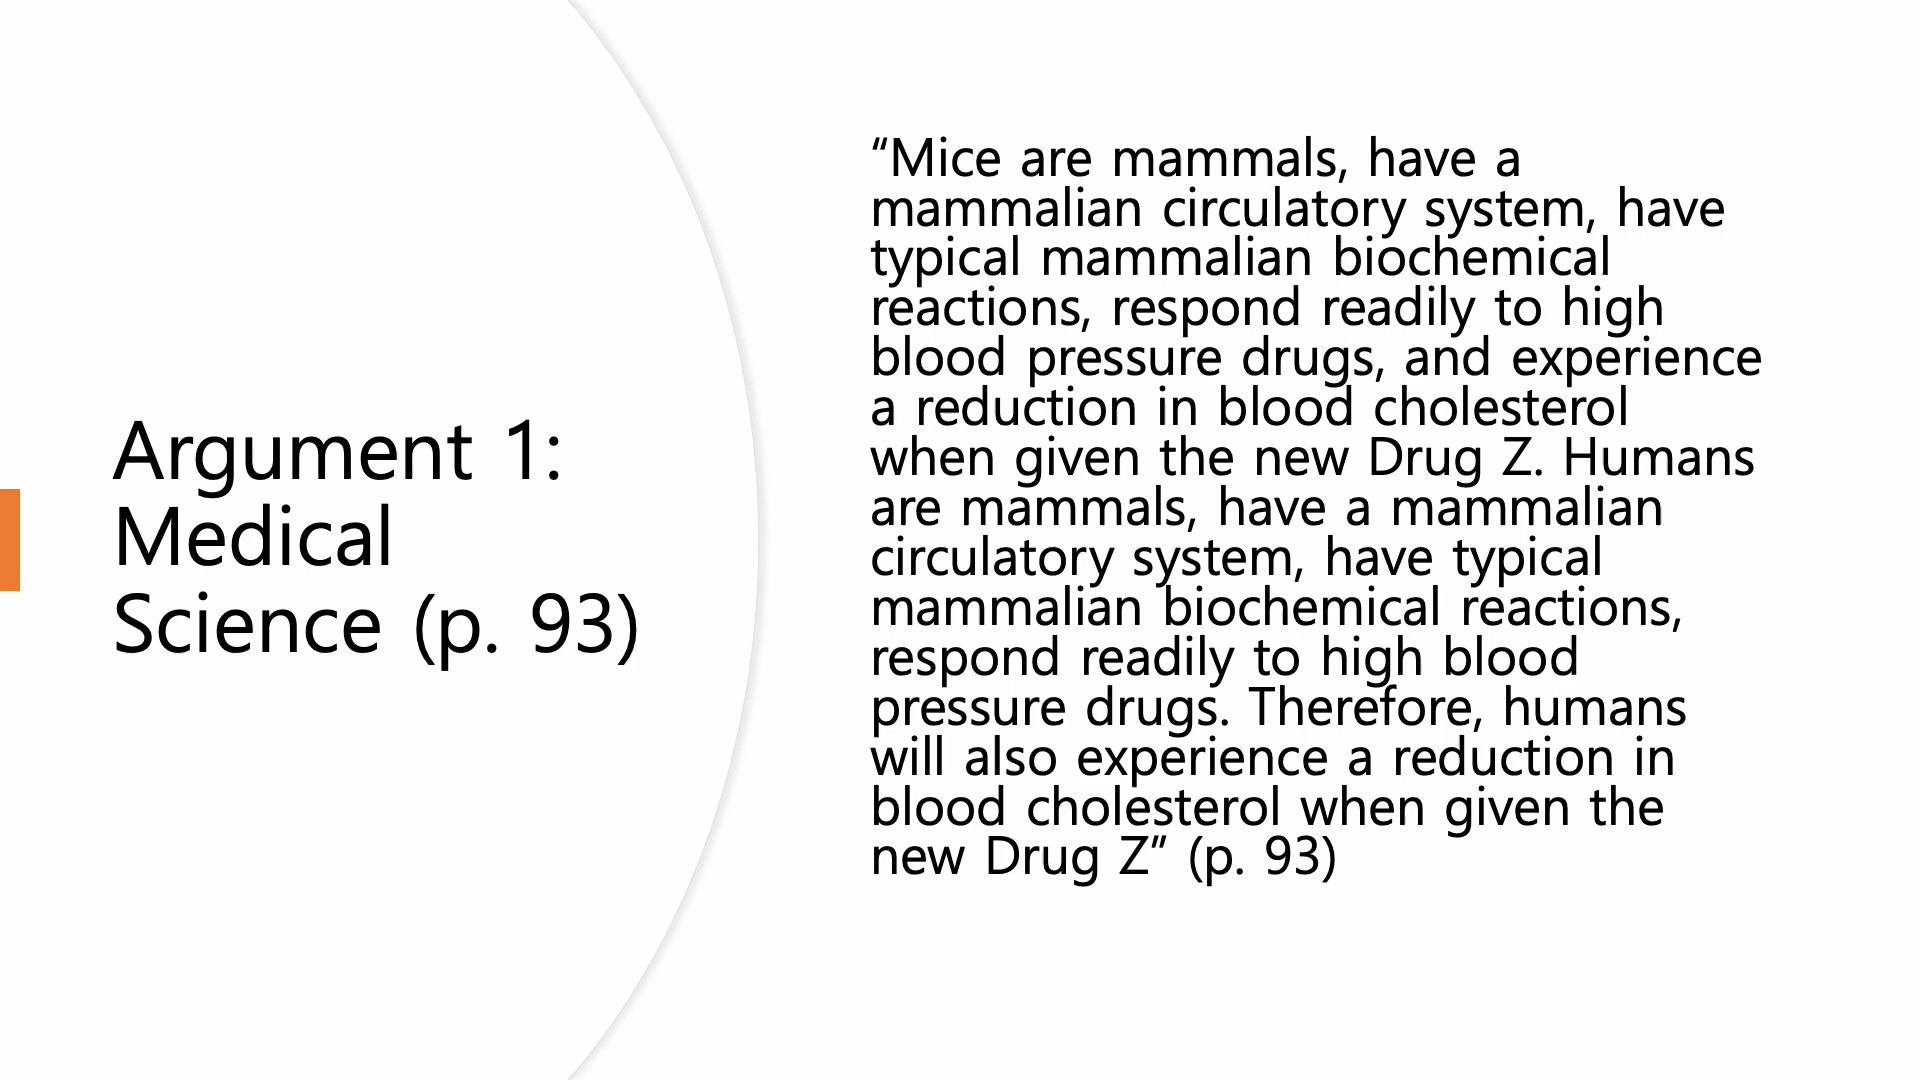 Argument 1:
Medical
Science (p. 93)
“Mice are mammals, have a
mammalian circulatory system, have
typical mammalian biochemical
reactions, respond readily to high
blood pressure drugs, and experience
a reduction in blood cholesterol
when given the new Drug Z. Humans
are mammals, have a mammalian
circulatory system, have typical
mammalian biochemical reactions,
respond readily to high blood
pressure drugs. Therefore, humans
will also experience a reduction in
blood cholesterol when given the
new Drug Z” (p. 93)